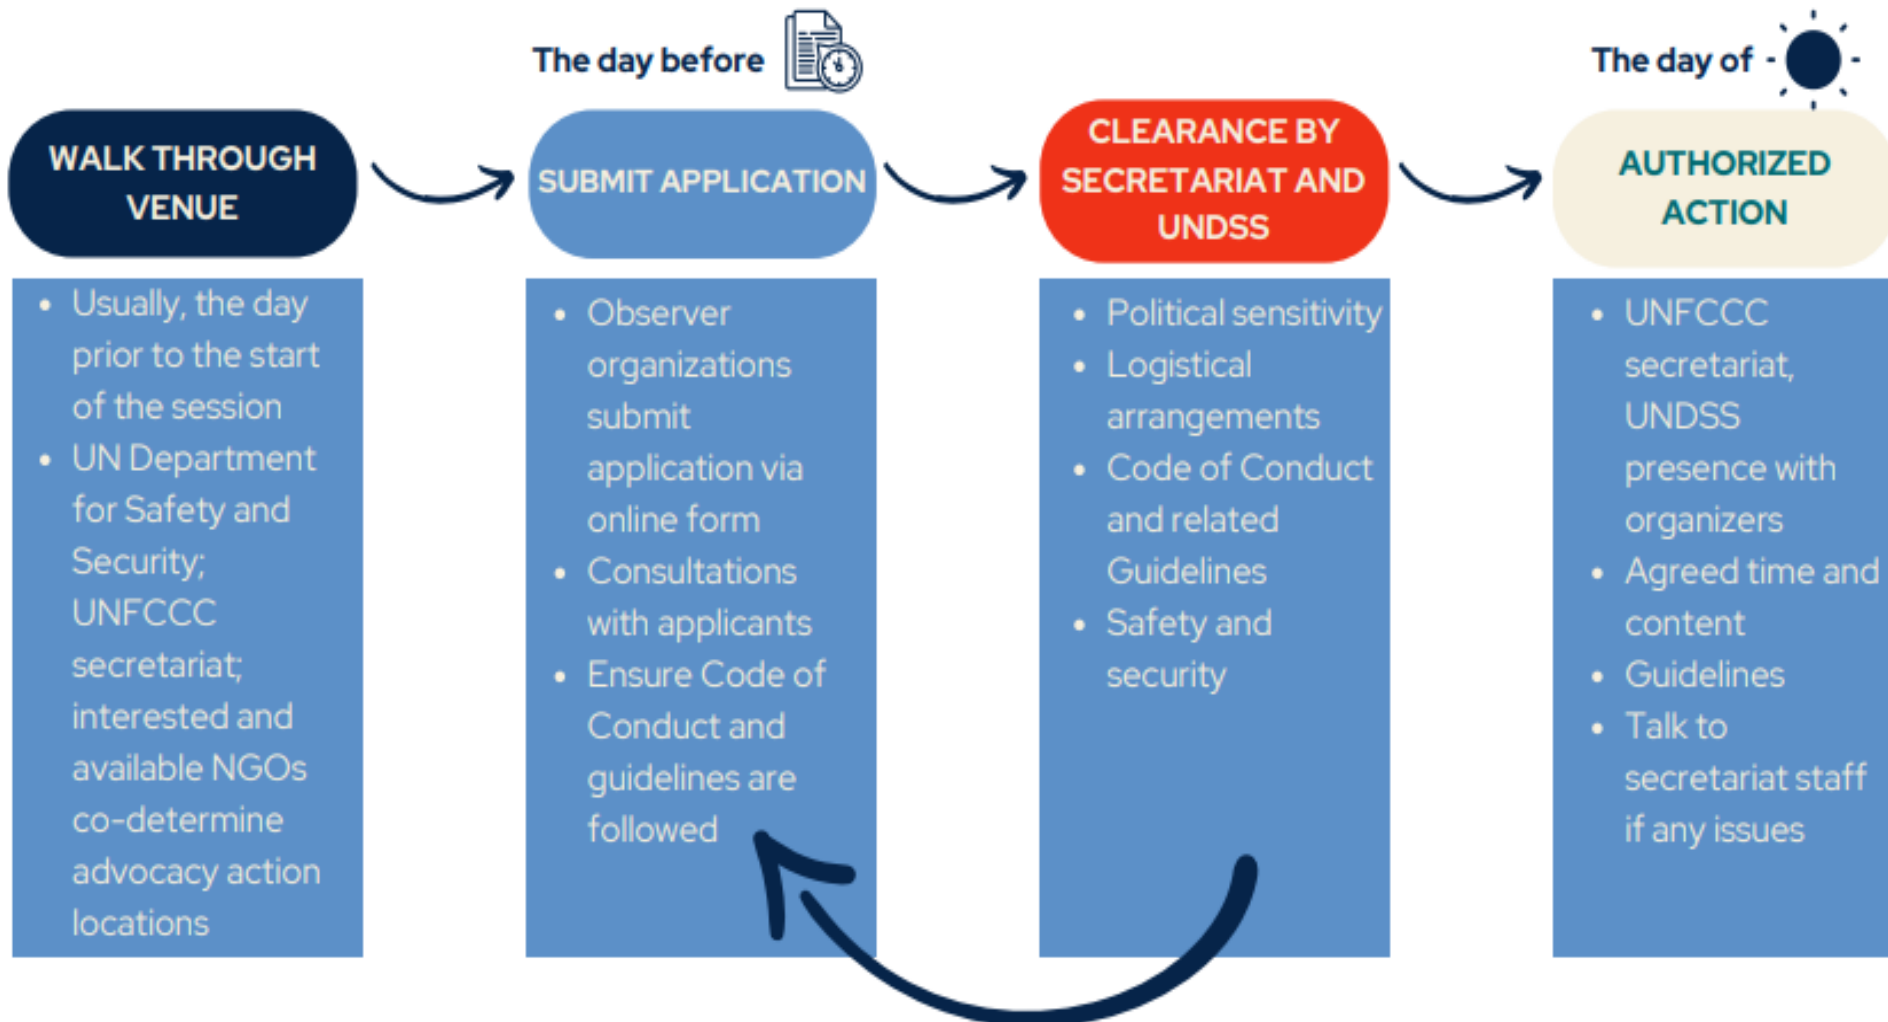 The day before
The day of
WALK THROUGH
VENUE
SUBMIT APPLICATION
CLEARANCE BY
SECRETARIAT AND
UNDSS
AUTHORIZED
ACTION
• Usually, the day
prior to the start
of the session
• UN Department
for Safety and
Security;
UNFCCC
secretariat;
interested and
available NGOs
co-determine
advocacy action
locations
• Observer
organizations
submit
application via
online form
• Consultations
with applicants
• Ensure Code of
Conduct and
guidelines are
followed
• Political sensitivity
• Logistical
arrangements
• Code of Conduct
and related
Guidelines
• Safety and
security
• UNFCCC
secretariat,
UNDSS
presence with
organizers
• Agreed time and
content
• Guidelines
• Talk to
secretariat staff
if any issues